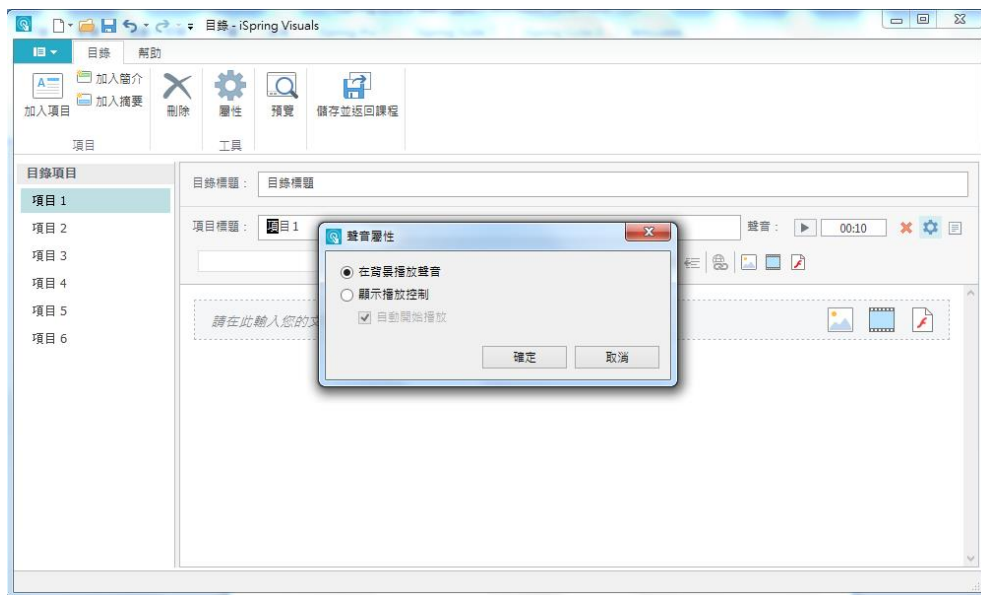 目錄 - iSpring Visuals
目錄 幫助
加入項目
加入簡介
加入摘要
刪除
屬性
預覽
儲存並返回課程
項目
工具
目錄項目
項目 1
項目 2
項目 3
項目 4
項目 5
項目 6
目錄標題 : 目錄標題
項目標題 : 項目 1
聲音 : 00:10
請在此輸入您的文
聲音屬性
在背景播放聲音
顯示播放控制
自動開始播放
確定 取消